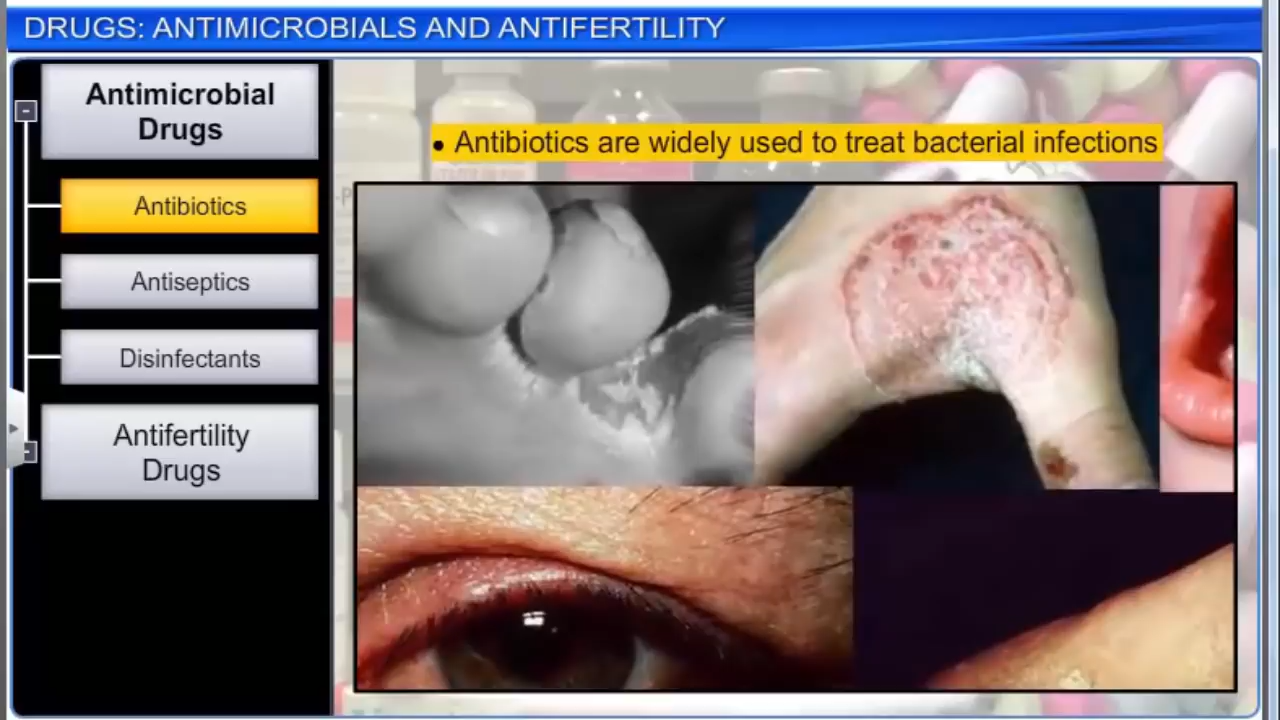 DRUGS: ANTIMICROBIALS AND ANTIFERTILITY
Antimicrobial
Drugs
Antibiotics
Antiseptics
Disinfectants
Antifertility
Drugs
• Antibiotics are widely used to treat bacterial infections